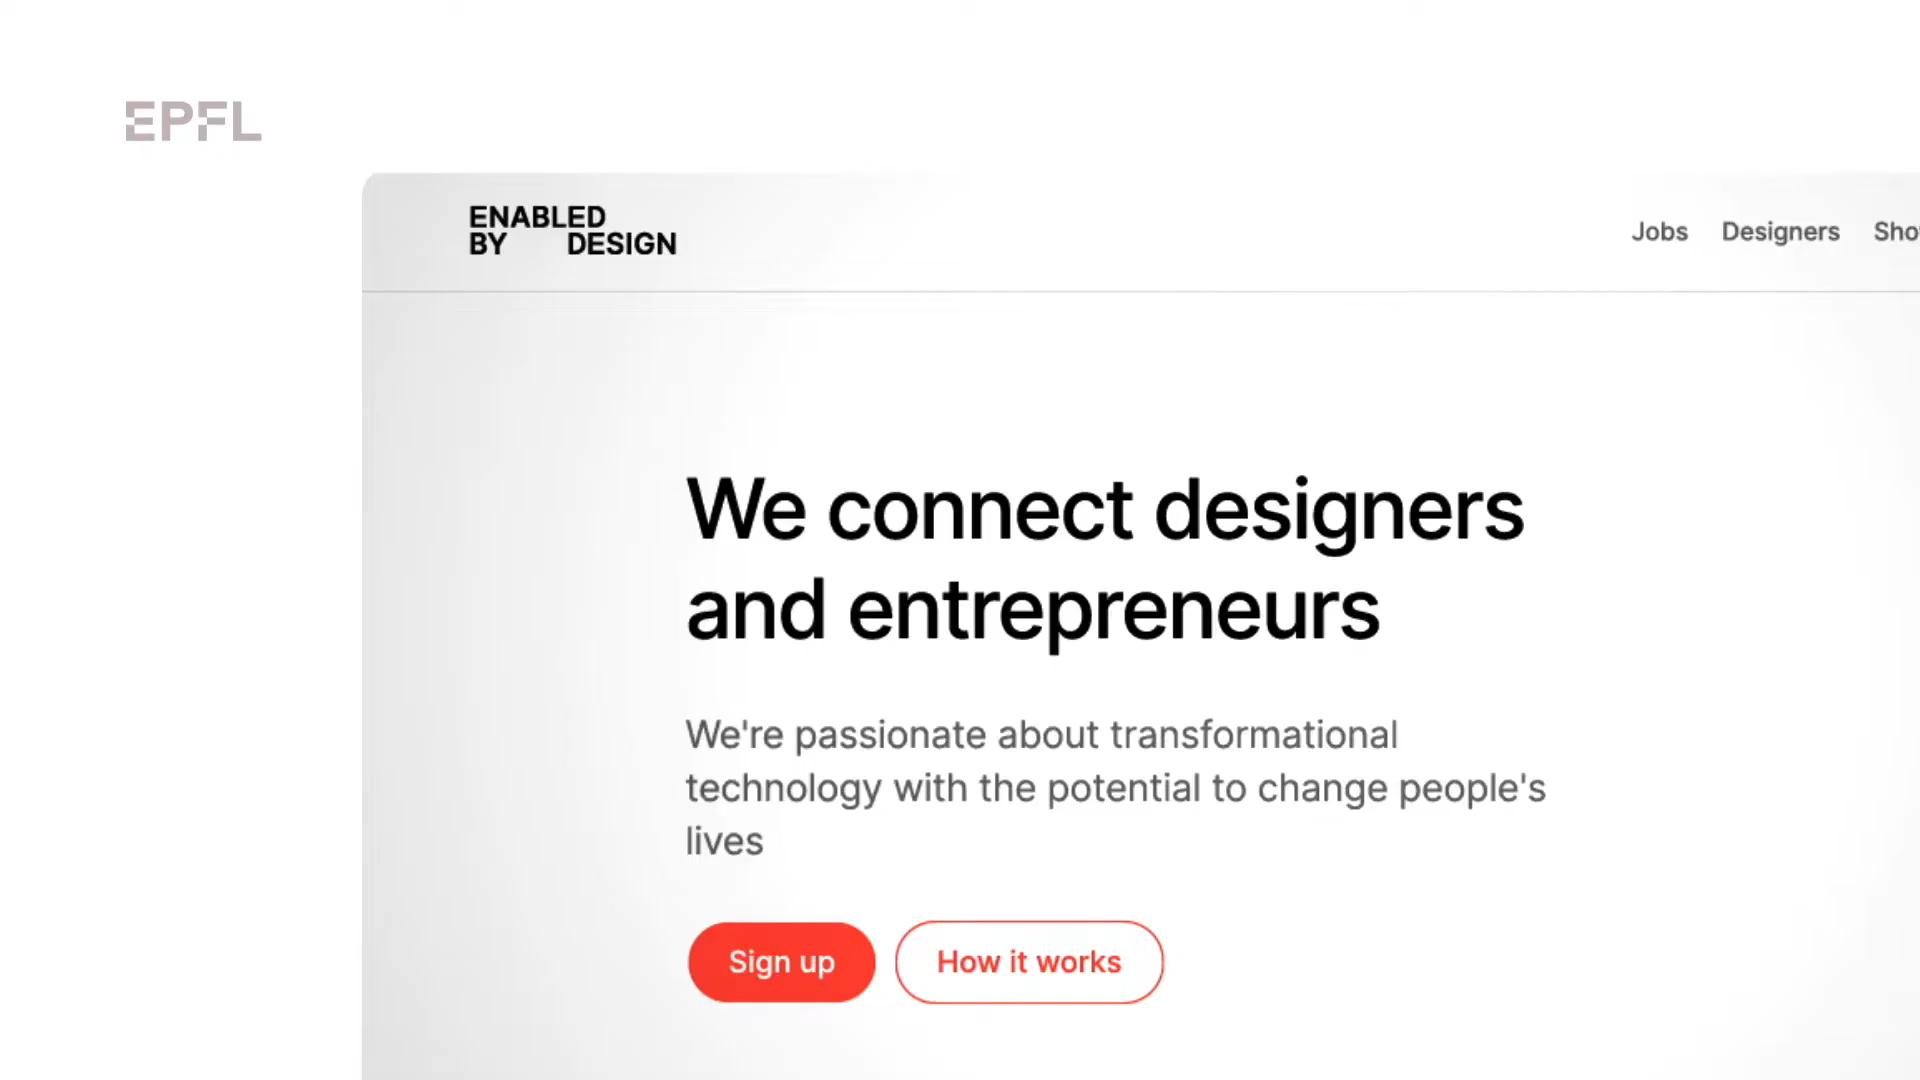 EPFL
ENABLED
BY DESIGN
Jobs Designers
We connect designers
and entrepreneurs
We're passionate about transformational
technology with the potential to change people's
lives
Sign up How it works